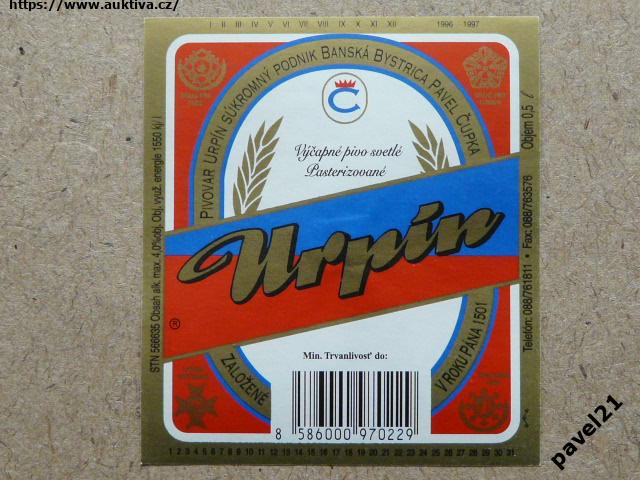 https://www.auktiva.cz/
I II III IV V VI VII VIII IX X XI XII 1996 1997
PIVOVAR URPÍN SÚKROMNÝ PODNIK BANSKÁ BYSTRICA PAVEL ČUPKA
C
Výčapné pivo svetlé
Pasterizované
Urpín
®
ZALOŽENÉ V ROKU PÁNA 1501
Min. Trvanlivosť do:
8 586000 970229
1 2 3 4 5 6 7 8 9 10 11 12 13 14 15 16 17 18 19 20 21 22 23 24 25 26 27 28 29 30 31
STN 566635 Obsah alk. max. 4,0%obj. Obj. využ. energie 1550 kj/l
Telefón: 088/761811 • Fax: 088/763576 Objem 0,5 l
pavel21